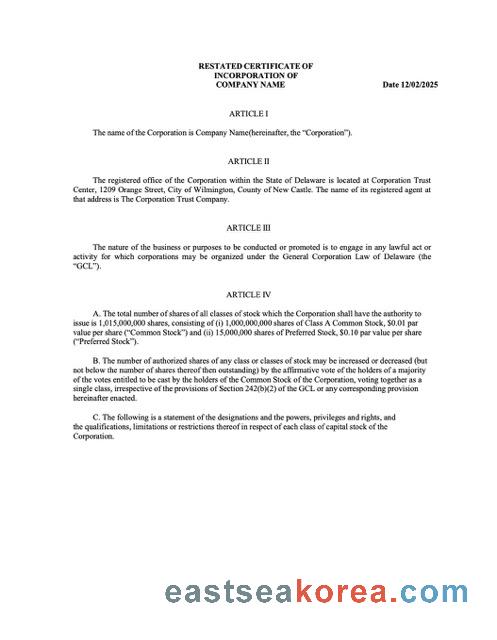 RESTATED CERTIFICATE OF
INCORPORATION OF
COMPANY NAME
Date 12/02/2025
ARTICLE I
The name of the Corporation is Company Name(hereinafter, the “Corporation”).
ARTICLE II
The registered office of the Corporation within the State of Delaware is located at Corporation Trust
Center, 1209 Orange Street, City of Wilmington, County of New Castle. The name of its registered agent at
that address is The Corporation Trust Company.
ARTICLE III
The nature of the business or purposes to be conducted or promoted is to engage in any lawful act or
activity for which corporations may be organized under the General Corporation Law of Delaware (the
“GCL”).
ARTICLE IV
A. The total number of shares of all classes of stock which the Corporation shall have the authority to
issue is 1,015,000,000 shares, consisting of (i) 1,000,000,000 shares of Class A Common Stock, $0.01 par
value per share (“Common Stock”) and (ii) 15,000,000 shares of Preferred Stock, $0.10 par value per share
(“Preferred Stock”).
B. The number of authorized shares of any class or classes of stock may be increased or decreased (but
not below the number of shares thereof then outstanding) by the affirmative vote of the holders of a majority
of the votes entitled to be cast by the holders of the Common Stock of the Corporation, voting together as a
single class, irrespective of the provisions of Section 242(b)(2) of the GCL or any corresponding provision
hereinafter enacted.
C. The following is a statement of the designations and the powers, privileges and rights, and
the qualifications, limitations or restrictions thereof in respect of each class of capital stock of the
Corporation.
eastseakorea.com